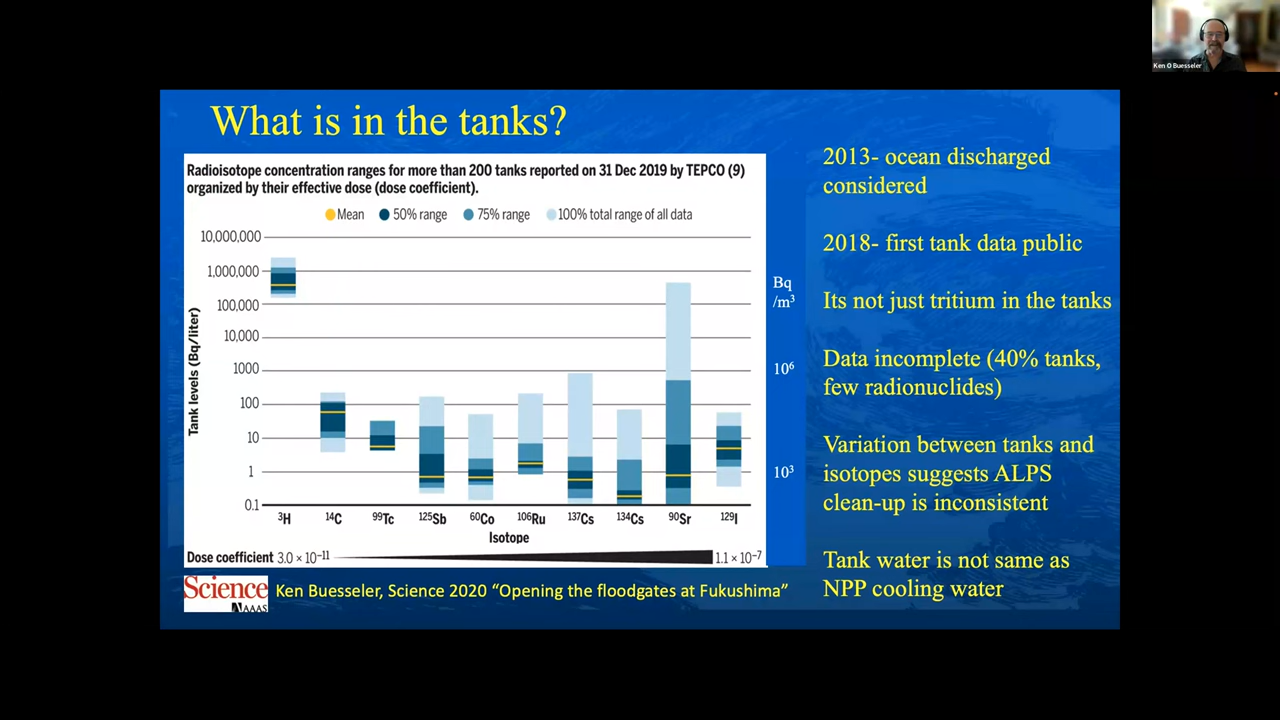 Ken O Buesseler
What is in the tanks?
Radioisotope concentration ranges for more than 200 tanks reported on 31 Dec 2019 by TEPCO (9)
organized by their effective dose (dose coefficient).
Mean 50% range 75% range 100% total range of all data
10,000,000
1,000,000
100,000
10,000
1000
100
10
1
0.1
Tank levels (Bq/liter)
³H ¹⁴C ⁹⁹Tc ¹²⁵Sb ⁶⁰Co ¹⁰⁶Ru ¹³⁷Cs ¹³⁴Cs ⁹⁰Sr ¹²⁹I
Isotope
Dose coefficient 3.0 × 10⁻¹¹ 1.1 × 10⁻⁷
Bq
/m³
10⁶
10³
Science
AAAS
Ken Buesseler, Science 2020 “Opening the floodgates at Fukushima”
2013- ocean discharged
considered
2018- first tank data public
Its not just tritium in the tanks
Data incomplete (40% tanks,
few radionuclides)
Variation between tanks and
isotopes suggests ALPS
clean-up is inconsistent
Tank water is not same as
NPP cooling water